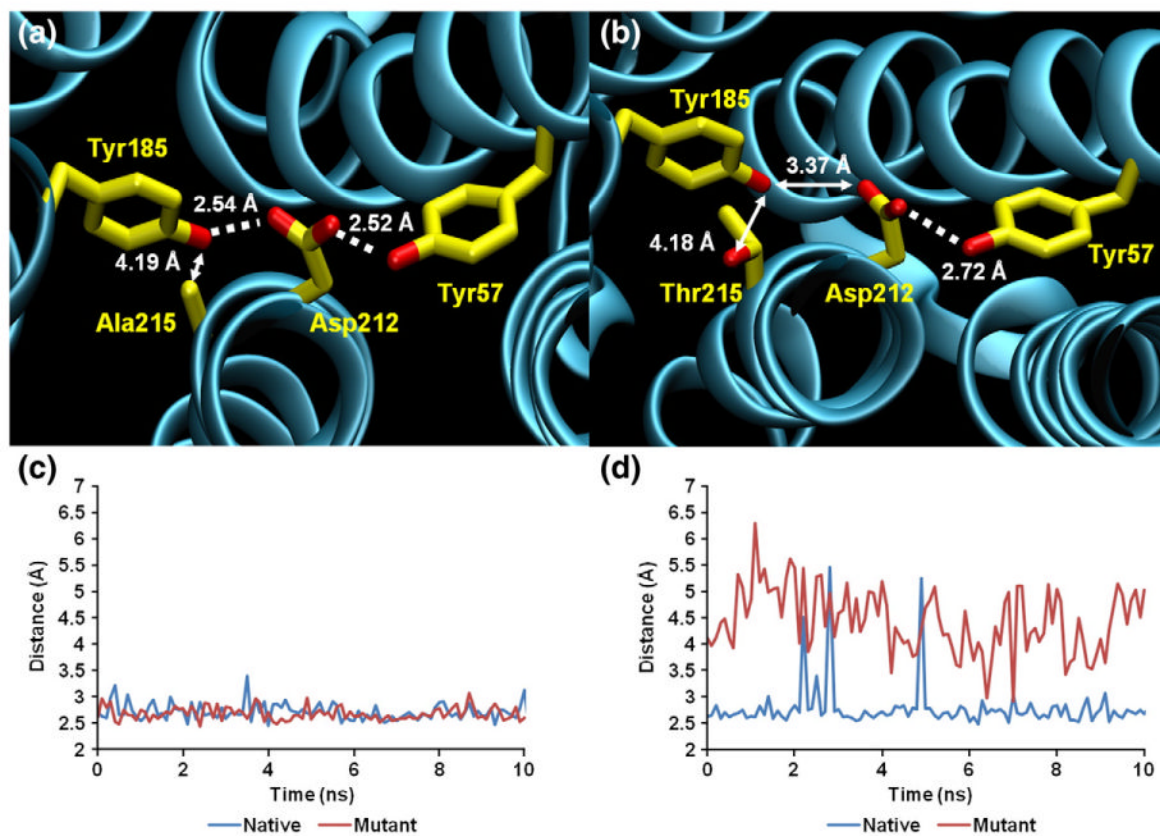 (a)
Tyr185
2.54 Å
2.52 Å
4.19 Å
Ala215
Asp212
Tyr57
(b)
Tyr185
3.37 Å
4.18 Å
2.72 Å
Thr215
Asp212
Tyr57
(c)
7
6.5
6
5.5
5
4.5
4
3.5
3
2.5
2
Distance (Å)
0 2 4 6 8 10
Time (ns)
Native Mutant
(d)
7
6.5
6
5.5
5
4.5
4
3.5
3
2.5
2
Distance (Å)
0 2 4 6 8 10
Time (ns)
Native Mutant